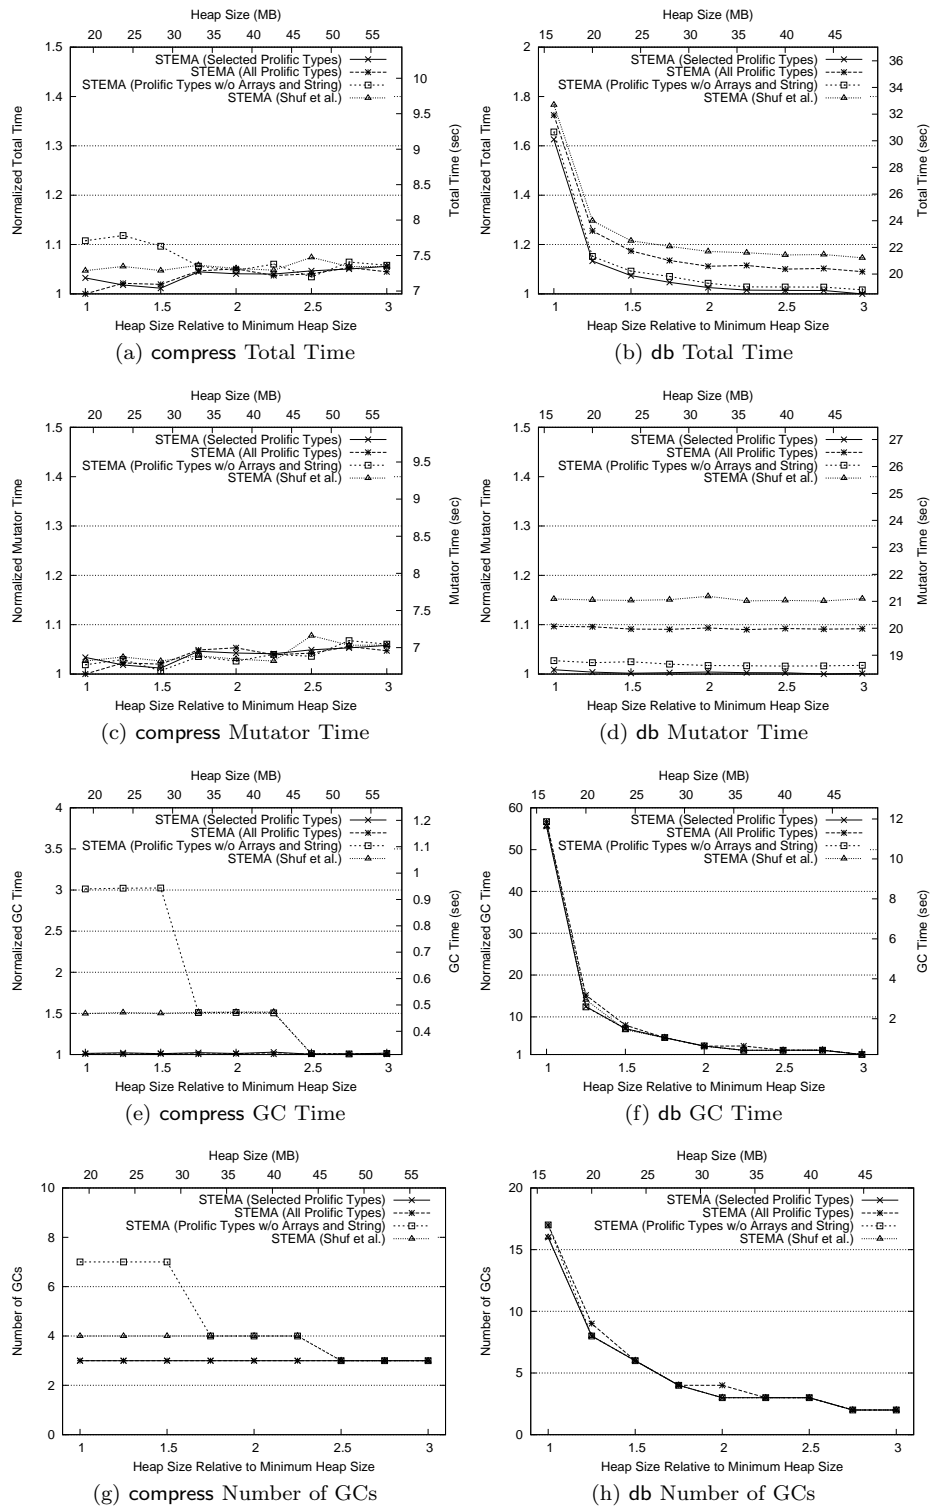 Heap Size (MB)
20 25 30 35 40 45 50 55
1.5
1.4
1.3
1.2
1.1
1
Normalized Total Time
STEMA (Selected Prolific Types)
STEMA (All Prolific Types)
STEMA (Prolific Types w/o Arrays and String)
STEMA (Shuf et al.)
10
9.5
9
8.5
8
7.5
7
Total Time (sec)
1 1.5 2 2.5 3
Heap Size Relative to Minimum Heap Size
(a) compress Total Time
Heap Size (MB)
16 20 24 28 32 36 40 44
2
1.8
1.6
1.4
1.2
1
Normalized Total Time
STEMA (Selected Prolific Types)
STEMA (All Prolific Types)
STEMA (Prolific Types w/o Arrays and String)
STEMA (Shuf et al.)
36
34
33
31
30
28
26
24
22
20
Total Time (sec)
1 1.5 2 2.5 3
Heap Size Relative to Minimum Heap Size
(b) db Total Time
Heap Size (MB)
20 25 30 35 40 45 50 55
1.5
1.4
1.3
1.2
1.1
1
Normalized Mutator Time
STEMA (Selected Prolific Types)
STEMA (All Prolific Types)
STEMA (Prolific Types w/o Arrays and String)
STEMA (Shuf et al.)
9.5
9
8.5
8
7.5
7
Mutator Time (sec)
1 1.5 2 2.5 3
Heap Size Relative to Minimum Heap Size
(c) compress Mutator Time
Heap Size (MB)
15 20 25 30 35 40 45
1.5
1.4
1.3
1.2
1.1
1
Normalized Mutator Time
STEMA (Selected Prolific Types)
STEMA (All Prolific Types)
STEMA (Prolific Types w/o Arrays and String)
STEMA (Shuf et al.)
27
26
25
23
22
21
20
18
Mutator Time (sec)
1 1.5 2 2.5 3
Heap Size Relative to Minimum Heap Size
(d) db Mutator Time
Heap Size (MB)
20 25 30 35 40 45 50 55
4
3.5
3
2.5
2
1.5
1
Normalized GC Time
STEMA (Selected Prolific Types)
STEMA (All Prolific Types)
STEMA (Prolific Types w/o Arrays and String)
STEMA (Shuf et al.)
1.2
1.1
1
0.9
0.8
0.7
0.6
0.5
0.4
GC Time (sec)
1 1.5 2 2.5 3
Heap Size Relative to Minimum Heap Size
(e) compress GC Time
Heap Size (MB)
15 20 25 30 35 40 45
60
50
40
30
20
10
1
Normalized GC Time
STEMA (Selected Prolific Types)
STEMA (All Prolific Types)
STEMA (Prolific Types w/o Arrays and String)
STEMA (Shuf et al.)
12
10
8
6
4
2
GC Time (sec)
1 1.5 2 2.5 3
Heap Size Relative to Minimum Heap Size
(f) db GC Time
Heap Size (MB)
20 25 30 35 40 45 50 55
10
8
6
4
2
0
Number of GCs
STEMA (Selected Prolific Types)
STEMA (All Prolific Types)
STEMA (Prolific Types w/o Arrays and String)
STEMA (Shuf et al.)
1 1.5 2 2.5 3
Heap Size Relative to Minimum Heap Size
(g) compress Number of GCs
Heap Size (MB)
15 20 25 30 35 40 45
20
15
10
5
0
Number of GCs
STEMA (Selected Prolific Types)
STEMA (All Prolific Types)
STEMA (Prolific Types w/o Arrays and String)
STEMA (Shuf et al.)
1 1.5 2 2.5 3
Heap Size Relative to Minimum Heap Size
(h) db Number of GCs